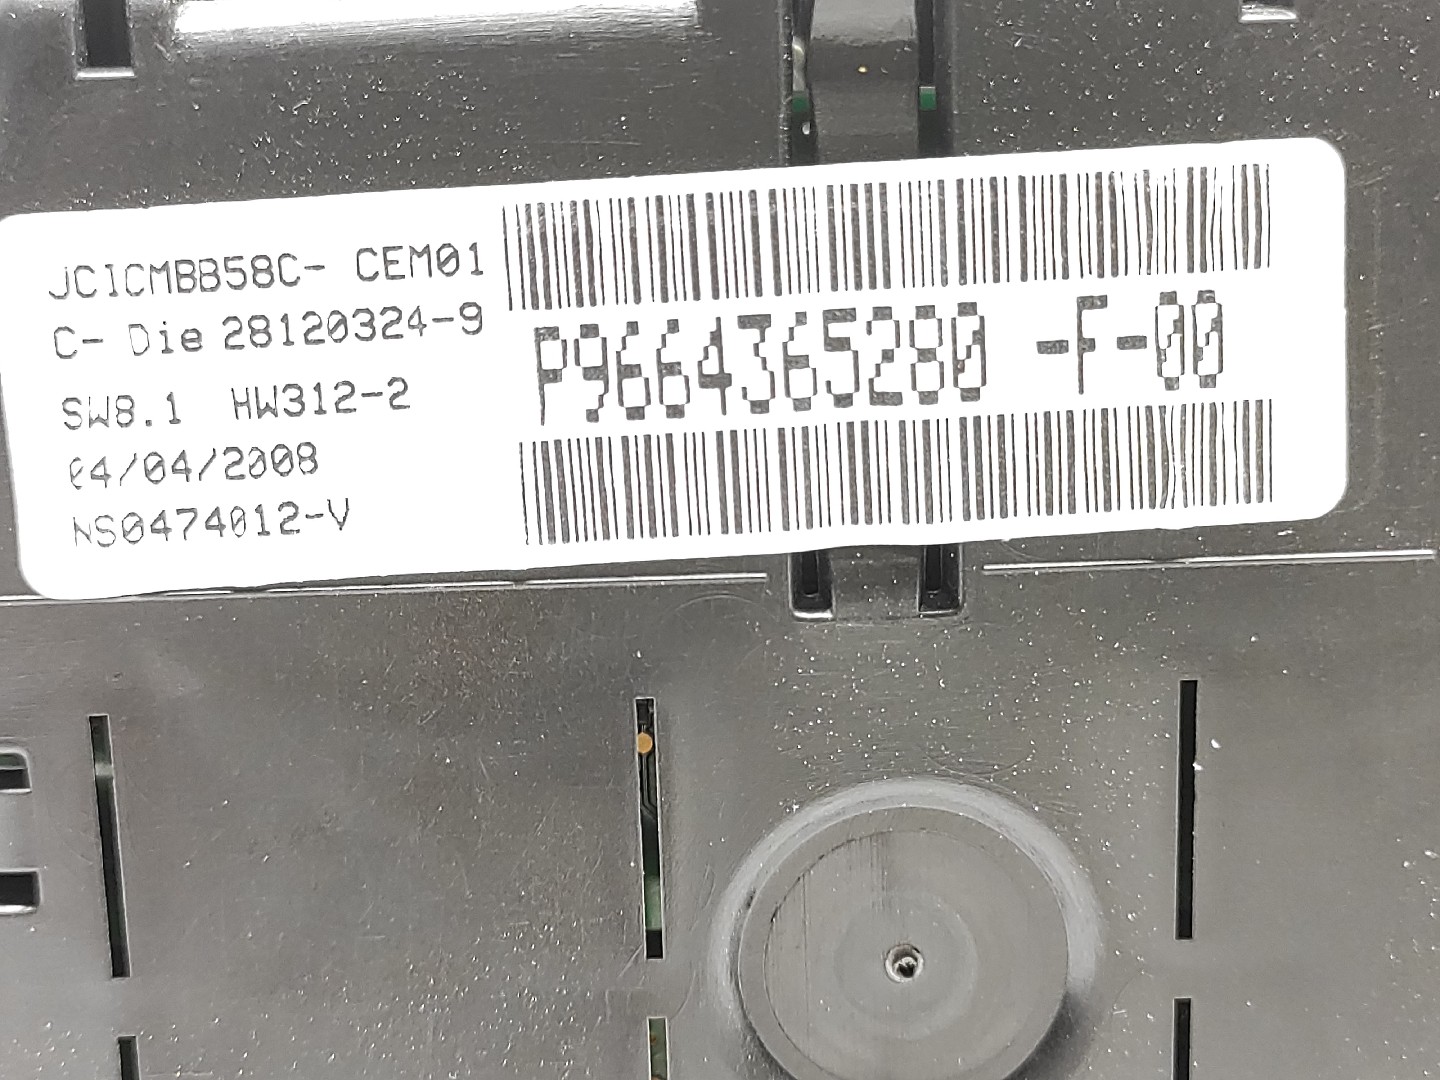 JCICMBB58C- CEM01
C- Die 28120324-9
SW8.1 HW312-2
04/04/2008
NS0474012-V
P9664365280 -F-00